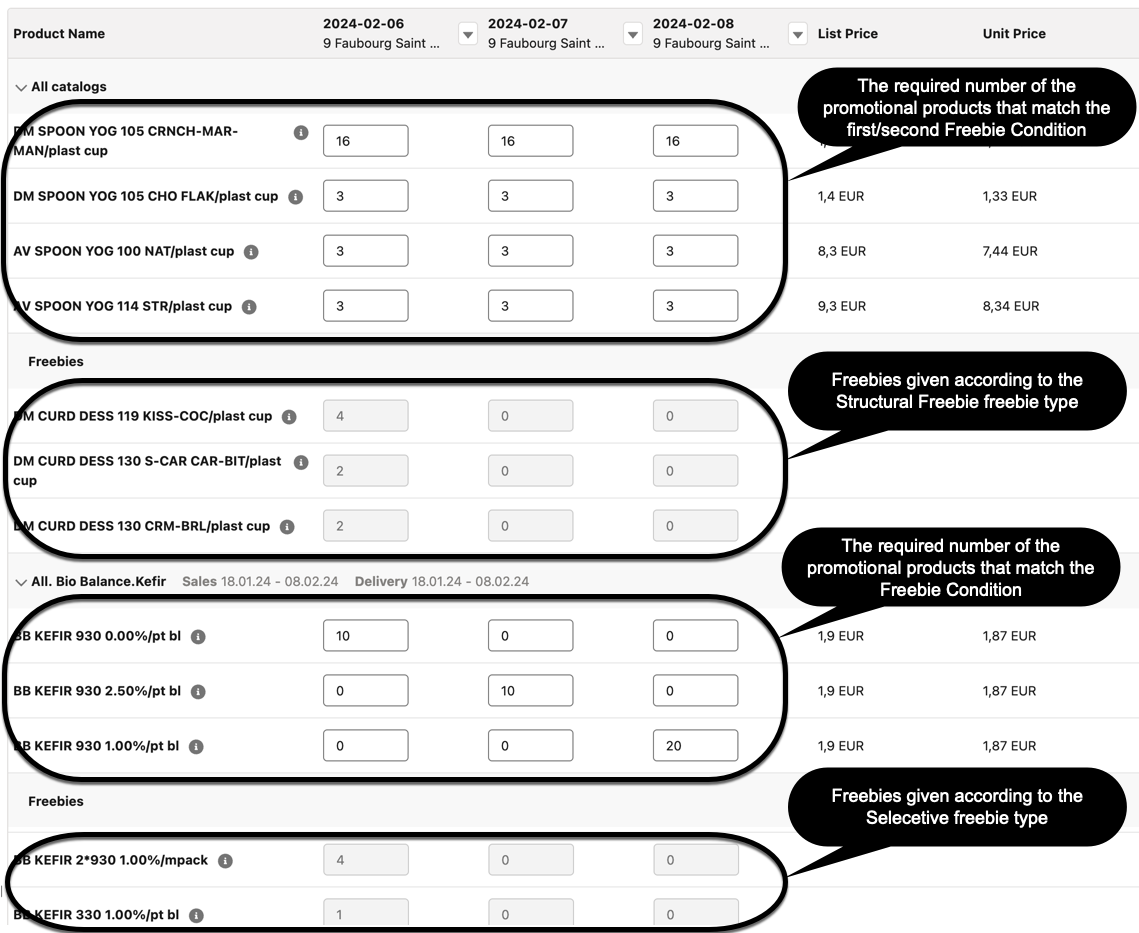 Product Name
2024-02-06
9 Faubourg Saint ...
2024-02-07
9 Faubourg Saint ...
2024-02-08
9 Faubourg Saint ...
List Price
Unit Price
All catalogs
The required number of the
promotional products that match the
first/second Freebie Condition
DM SPOON YOG 105 CRNCH-MAR-
MAN/plast cup
16 16 16
DM SPOON YOG 105 CHO FLAK/plast cup 3 3 3 1,4 EUR 1,33 EUR
AV SPOON YOG 100 NAT/plast cup 3 3 3 8,3 EUR 7,44 EUR
AV SPOON YOG 114 STR/plast cup 3 3 3 9,3 EUR 8,34 EUR
Freebies
Freebies given according to the
Structural Freebie freebie type
DM CURD DESS 119 KISS-COC/plast cup 4 0 0
DM CURD DESS 130 S-CAR CAR-BIT/plast
cup
2 0 0
DM CURD DESS 130 CRM-BRL/plast cup 2 0 0
The required number of the
promotional products that match the
Freebie Condition
All. Bio Balance.Kefir Sales 18.01.24 - 08.02.24 Delivery 18.01.24 - 08.02.24
BB KEFIR 930 0.00%/pt bl 10 0 0 1,9 EUR 1,87 EUR
BB KEFIR 930 2.50%/pt bl 0 10 0 1,9 EUR 1,87 EUR
BB KEFIR 930 1.00%/pt bl 0 0 20 1,9 EUR 1,87 EUR
Freebies
Freebies given according to the
Selecetive freebie type
BB KEFIR 2*930 1.00%/mpack 4 0 0
BB KEFIR 330 1.00%/pt bl 1 0 0